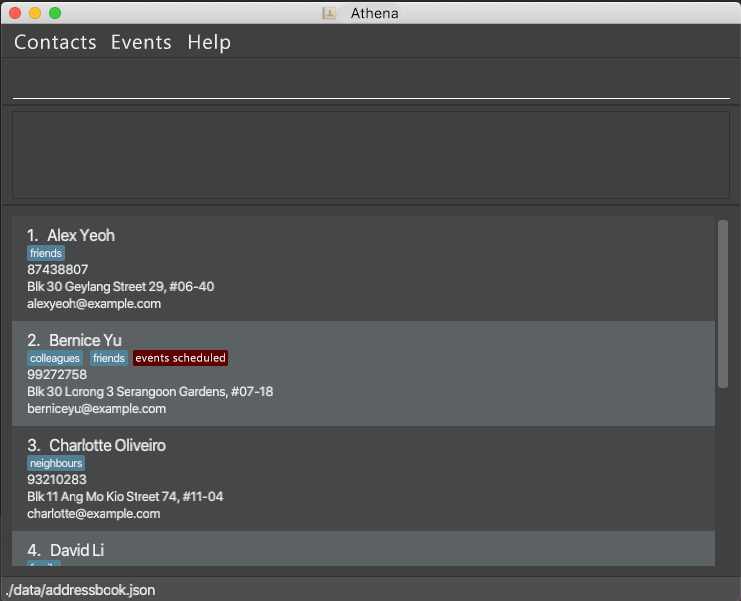 Athena
Contacts Events Help
1. Alex Yeoh
friends
87438807
Blk 30 Geylang Street 29, #06-40
alexyeoh@example.com
2. Bernice Yu
colleagues friends events scheduled
99272758
Blk 30 Lorong 3 Serangoon Gardens, #07-18
berniceyu@example.com
3. Charlotte Oliveiro
neighbours
93210283
Blk 11 Ang Mo Kio Street 74, #11-04
charlotte@example.com
4. David Li
./data/addressbook.json